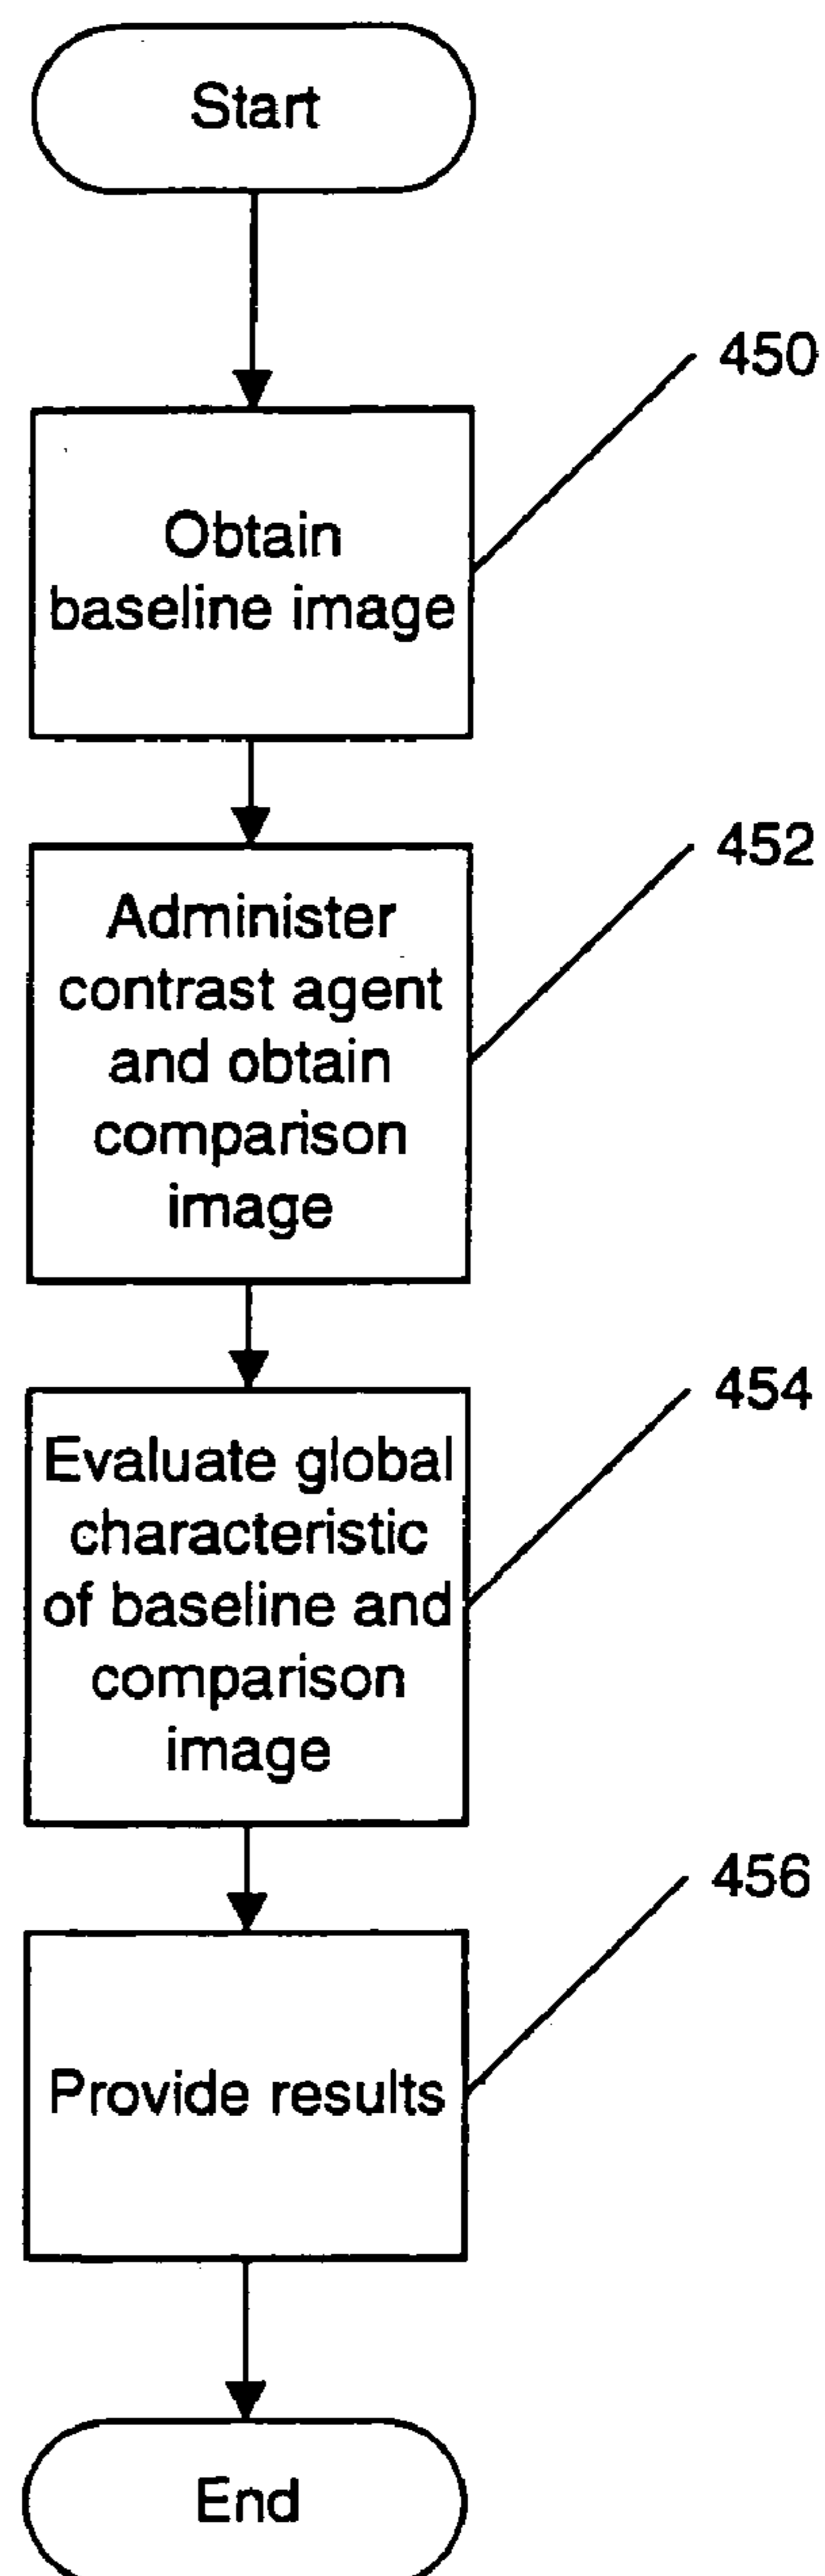 Start
450
Obtain
baseline image
452
Administer
contrast agent
and obtain
comparison
image
454
Evaluate global
characteristic
of baseline and
comparison
image
456
Provide results
End